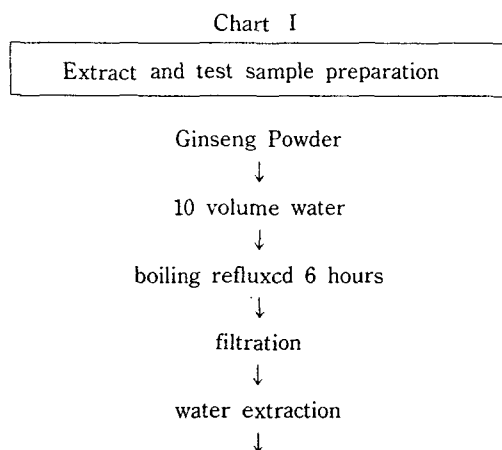 Chart I
Extract and test sample preparation
Ginseng Powder
↓
10 volume water
↓
boiling refluxcd 6 hours
↓
filtration
↓
water extraction
↓